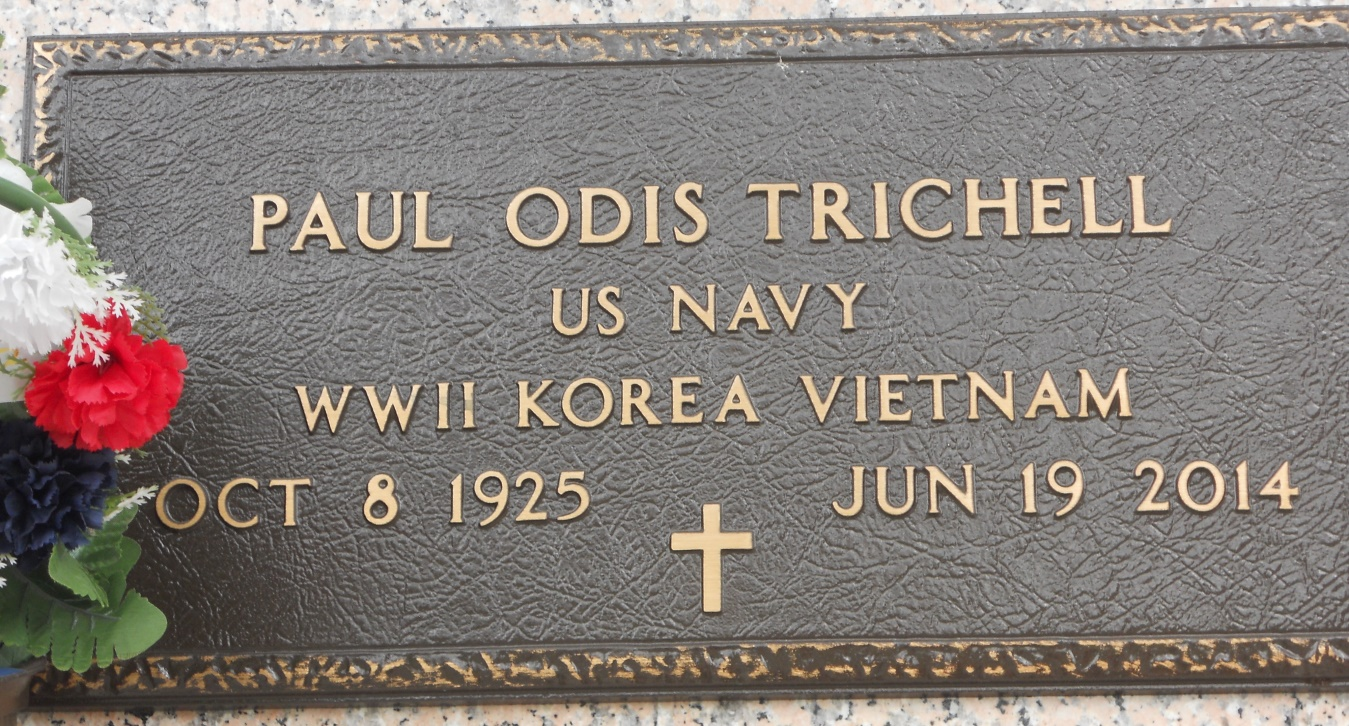 PAUL ODIS TRICHELL
US NAVY
WWII KOREA VIETNAM
OCT 8 1925 JUN 19 2014